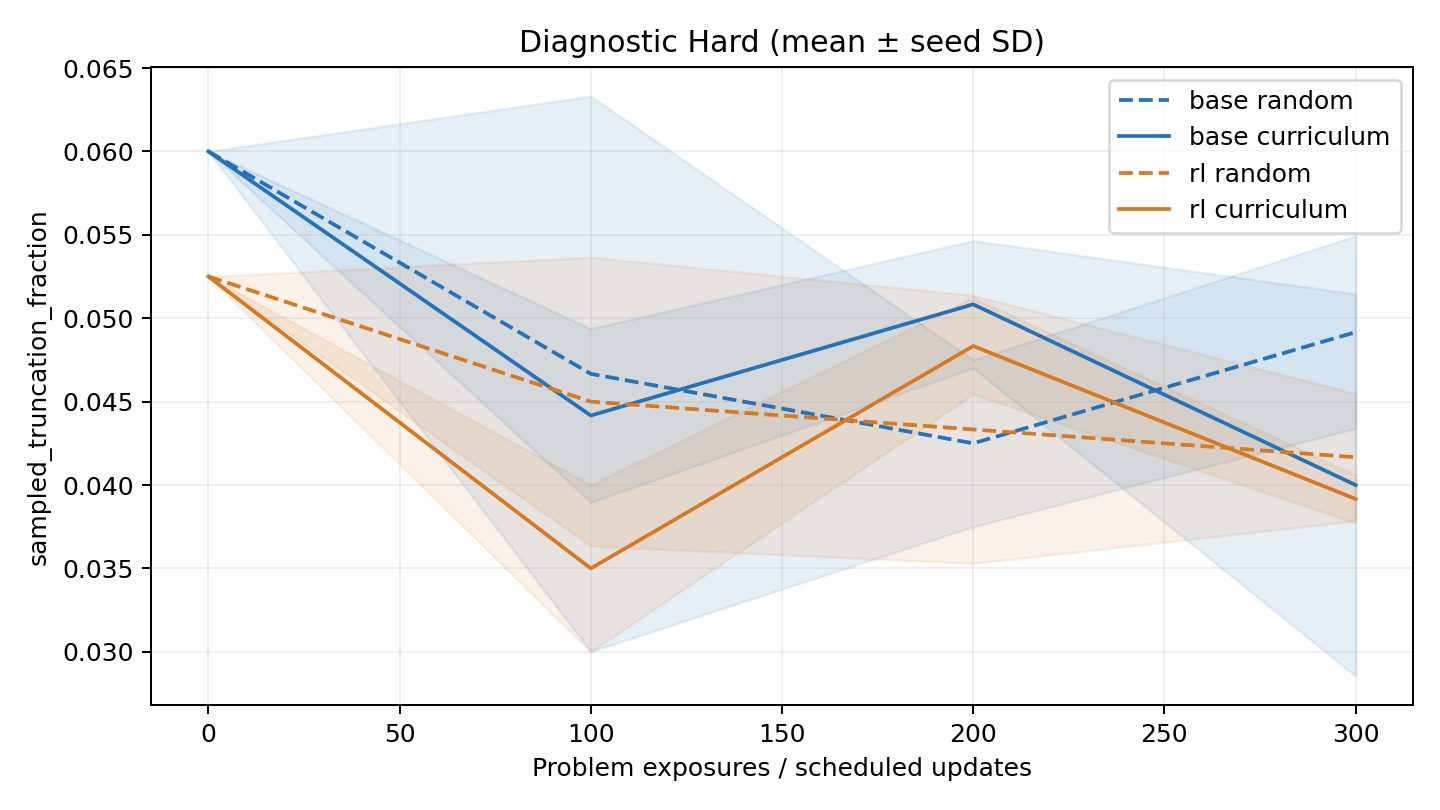 Diagnostic Hard (mean ± seed SD)
0.065
0.060
0.055
0.050
0.045
0.040
0.035
0.030
sampled_truncation_fraction
base random
base curriculum
rl random
rl curriculum
0 50 100 150 200 250 300
Problem exposures / scheduled updates